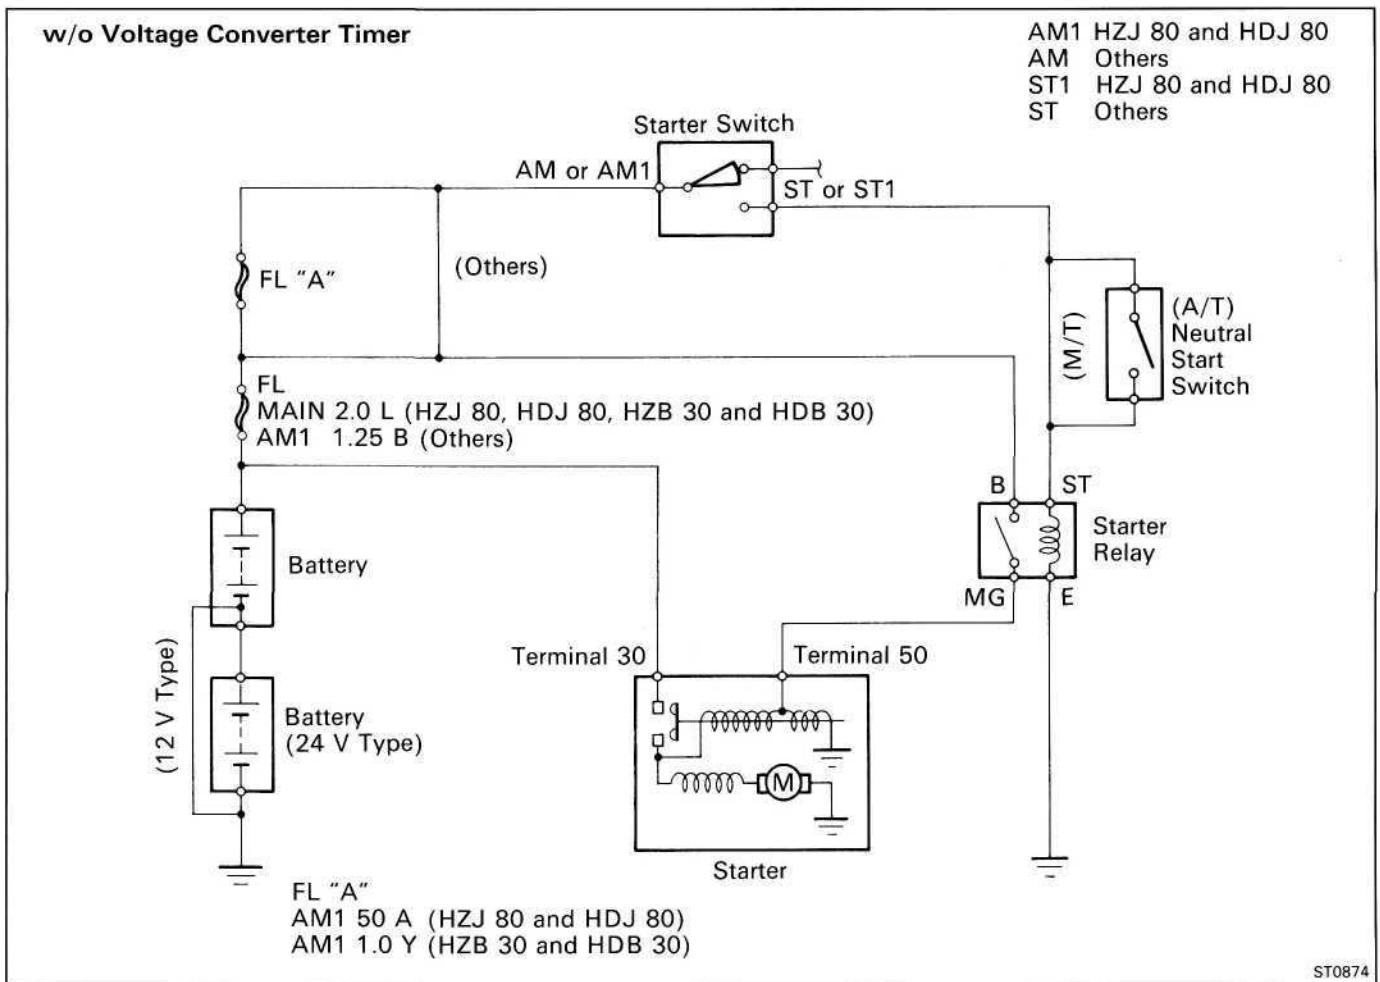 w/o Voltage Converter Timer
AM1 HZJ 80 and HDJ 80
AM Others
ST1 HZJ 80 and HDJ 80
ST Others
Starter Switch
AM or AM1
ST or ST1
(Others)
FL "A"
(M/T)
(A/T)
Neutral
Start
Switch
FL
MAIN 2.0 L (HZJ 80, HDJ 80, HZB 30 and HDB 30)
AM1 1.25 B (Others)
B
ST
Starter
Relay
MG
E
Battery
(12 V Type)
Battery
(24 V Type)
Terminal 30
Terminal 50
M
Starter
FL "A"
AM1 50 A (HZJ 80 and HDJ 80)
AM1 1.0 Y (HZB 30 and HDB 30)
ST0874